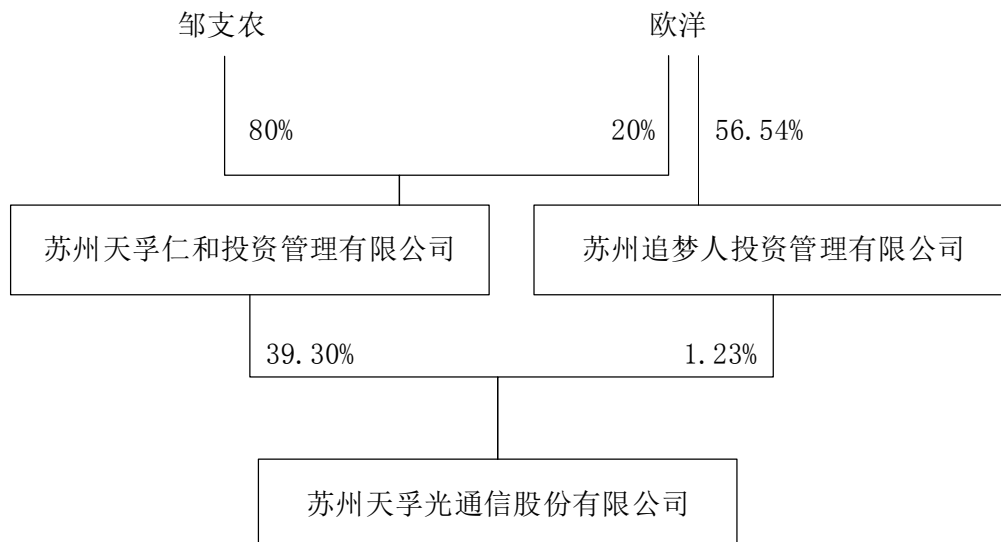 邹支农
欧洋
80%
20%
56.54%
苏州天孚仁和投资管理有限公司
苏州追梦人投资管理有限公司
39.30%
1.23%
苏州天孚光通信股份有限公司